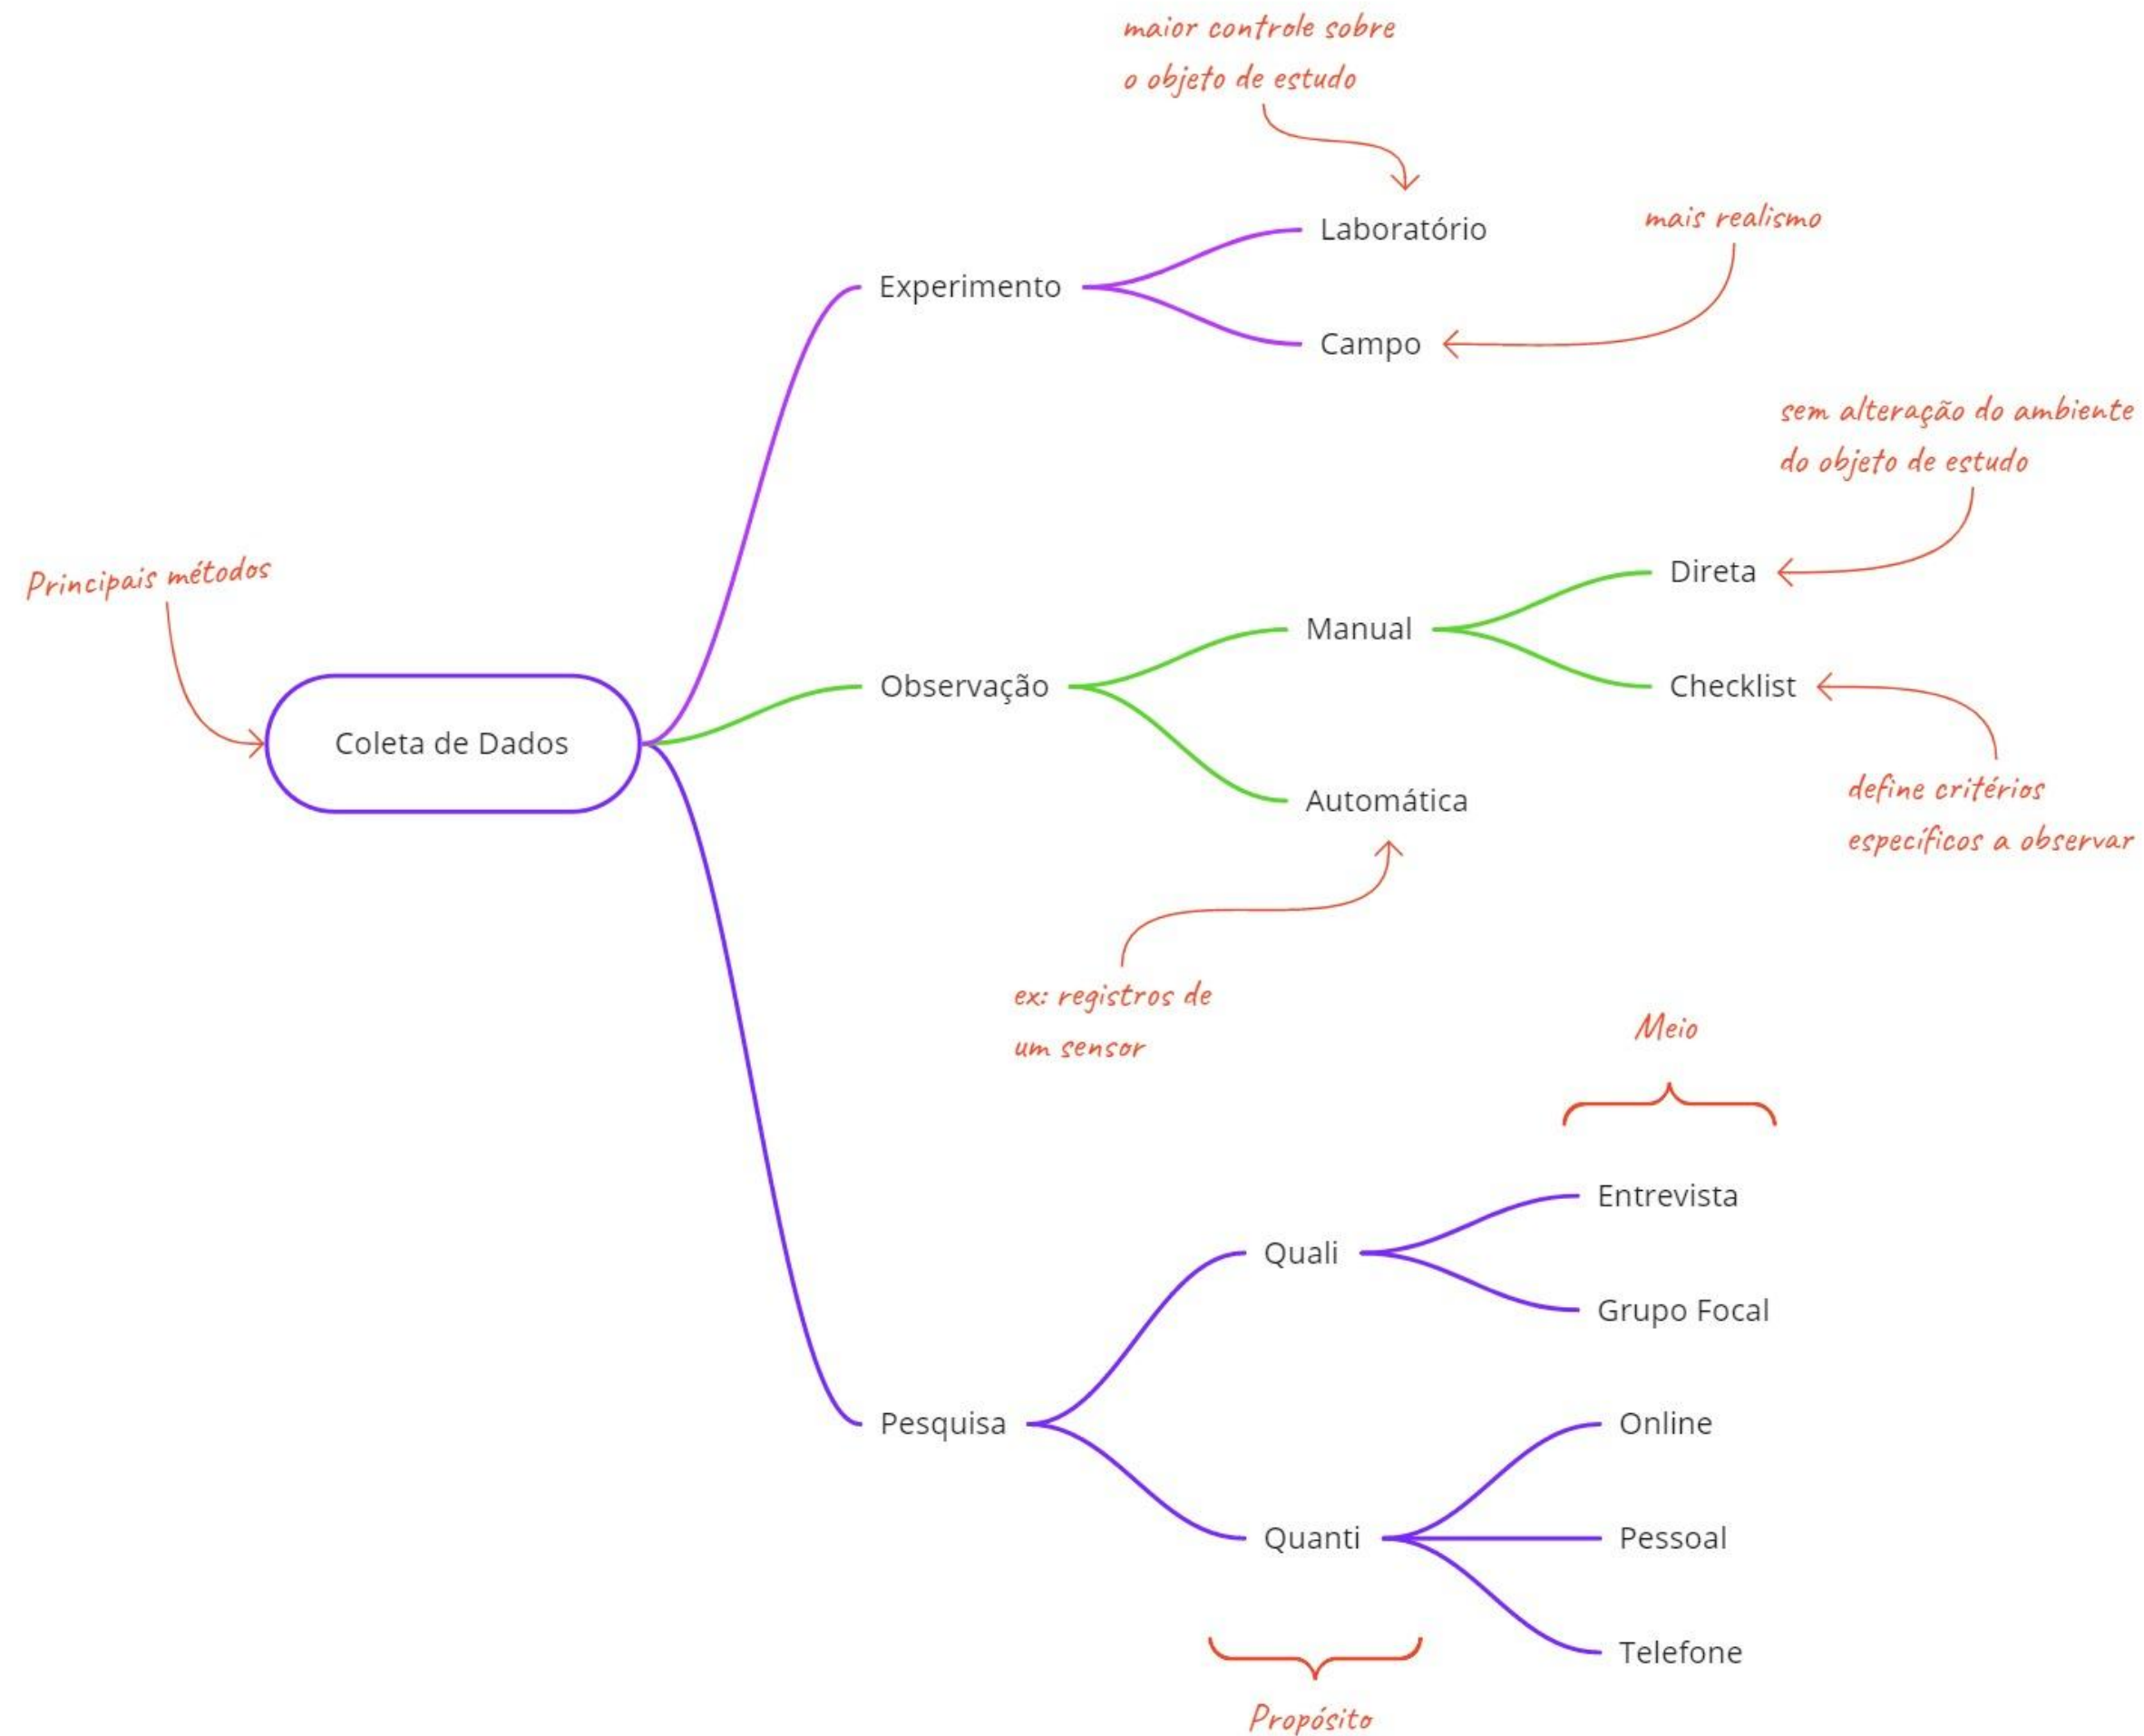 maior controle sobre
o objeto de estudo
Laboratório
mais realismo
Experimento
Campo
sem alteração do ambiente
do objeto de estudo
Principais métodos
Direta
Manual
Observação
Checklist
Coleta de Dados
define critérios
específicos a observar
Automática
ex: registros de
um sensor
Meio
Entrevista
Quali
Grupo Focal
Pesquisa
Online
Quanti
Pessoal
Telefone
Propósito